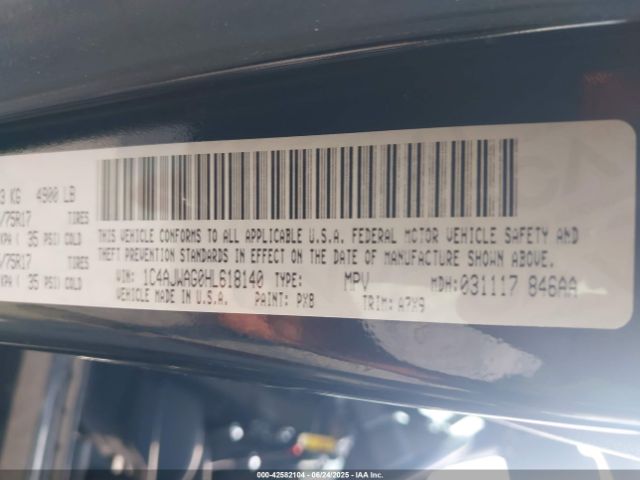 3 KG 4900 LB
/75R17 TIRES
KPA ( 35 PSI) COLD
/75R17 TIRES
KPA ( 35 PSI) COLD
THIS VEHICLE CONFORMS TO ALL APPLICABLE U.S.A. FEDERAL MOTOR VEHICLE SAFETY AND
THEFT PREVENTION STANDARDS IN EFFECT ON THE DATE OF MANUFACTURE SHOWN ABOVE.
VIN: 1C4AJWAG0HL618140 TYPE: MPV MDH: 031117 846AA
VEHICLE MADE IN U.S.A. PAINT: PX8 TRIM: A7X9
000-42582104 - 06/24/2025 - IAA Inc.